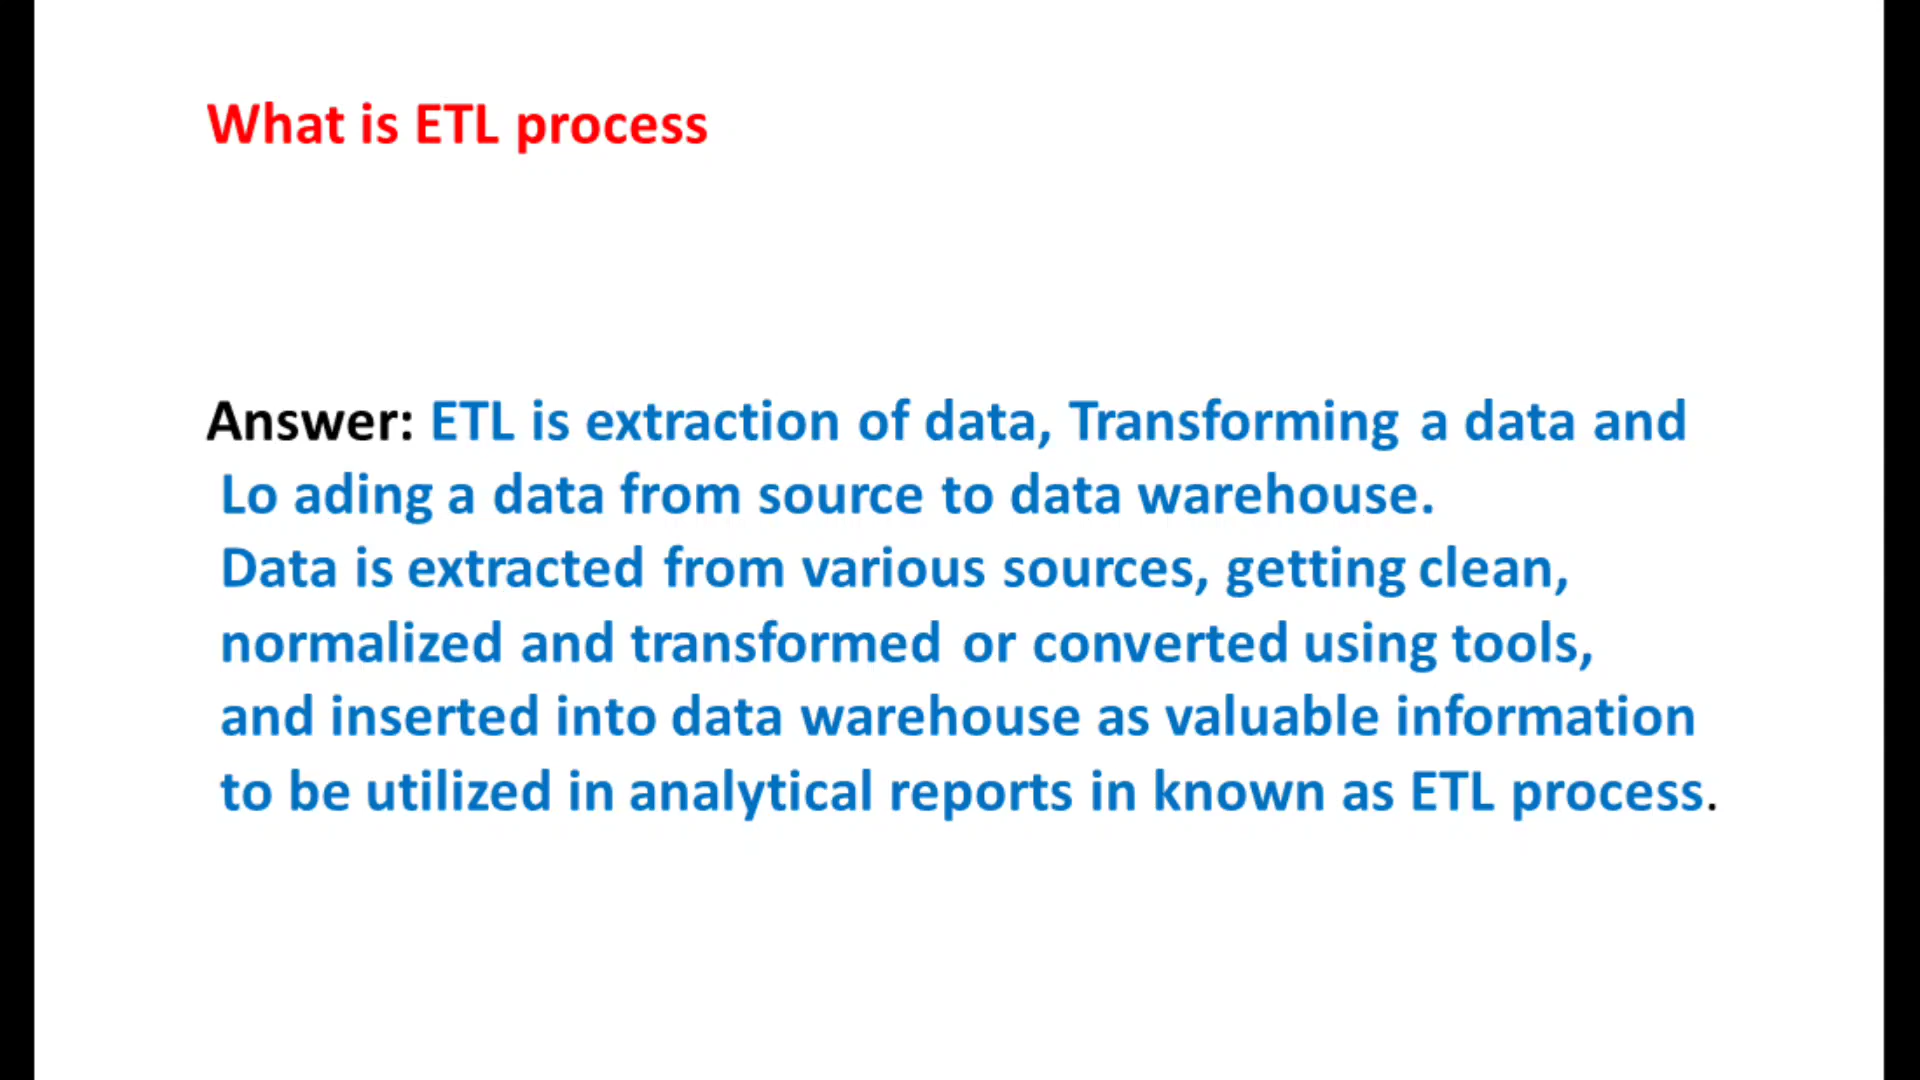 What is ETL process
Answer: ETL is extraction of data, Transforming a data and
Lo ading a data from source to data warehouse.
Data is extracted from various sources, getting clean,
normalized and transformed or converted using tools,
and inserted into data warehouse as valuable information
to be utilized in analytical reports in known as ETL process.